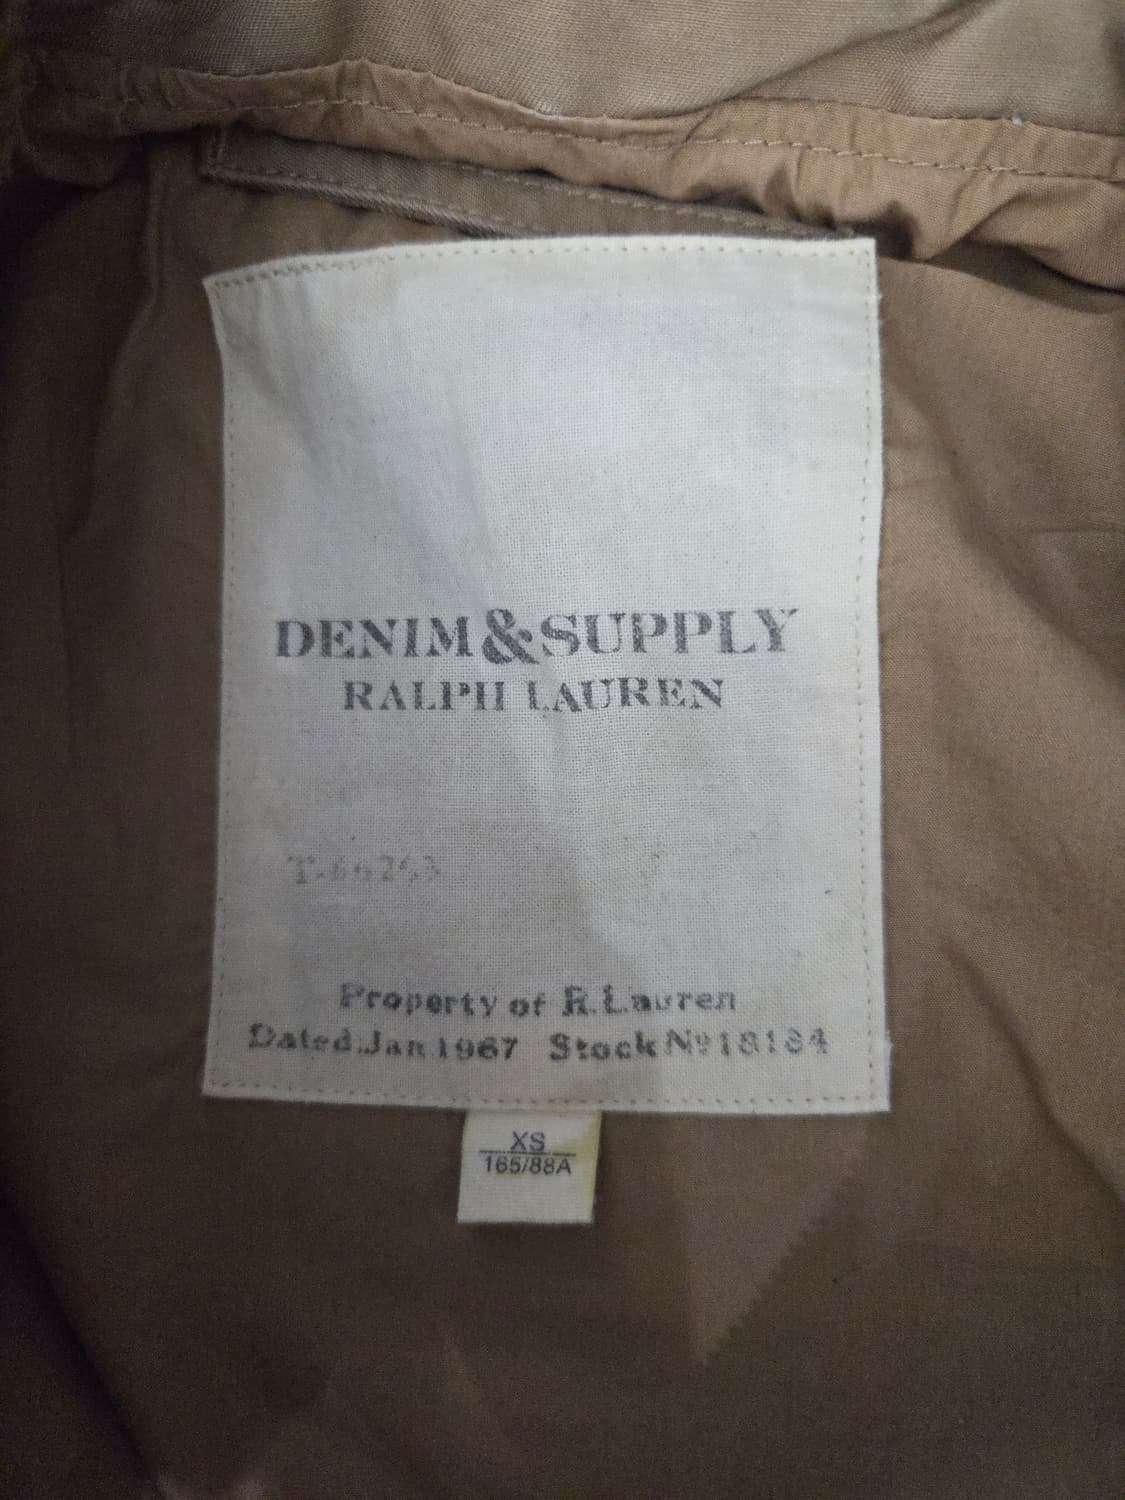 DENIM&SUPPLY
RALPH LAUREN
Property of R.Lauren
Dated.Jan.1967 Stock Nº18184
XS
165/88A